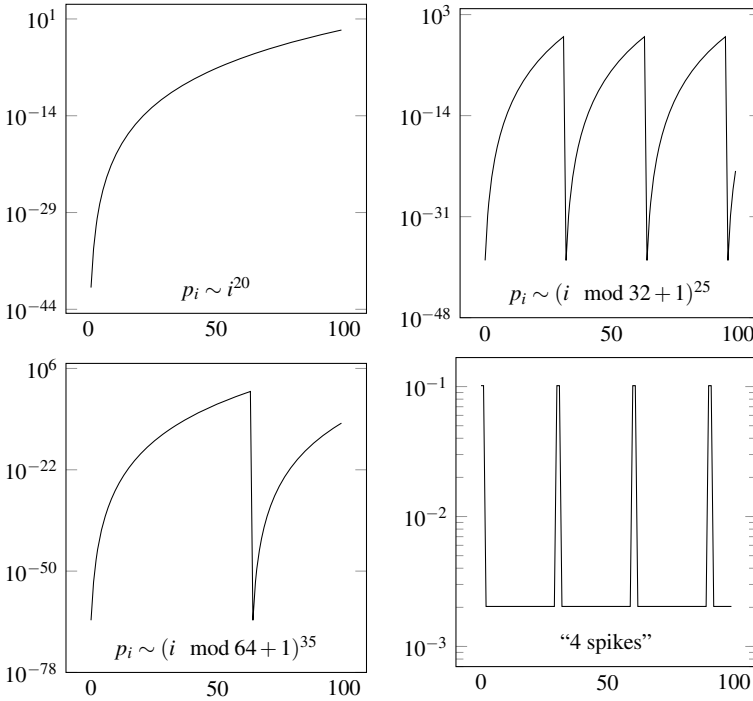 10^1
10^−14
10^−29
10^−44
0 50 100
p_i ∼ i^20
10^3
10^−14
10^−31
10^−48
0 50 100
p_i ∼ (i mod 32 + 1)^25
10^6
10^−22
10^−50
10^−78
0 50 100
p_i ∼ (i mod 64 + 1)^35
10^−1
10^−2
10^−3
0 50 100
“4 spikes”